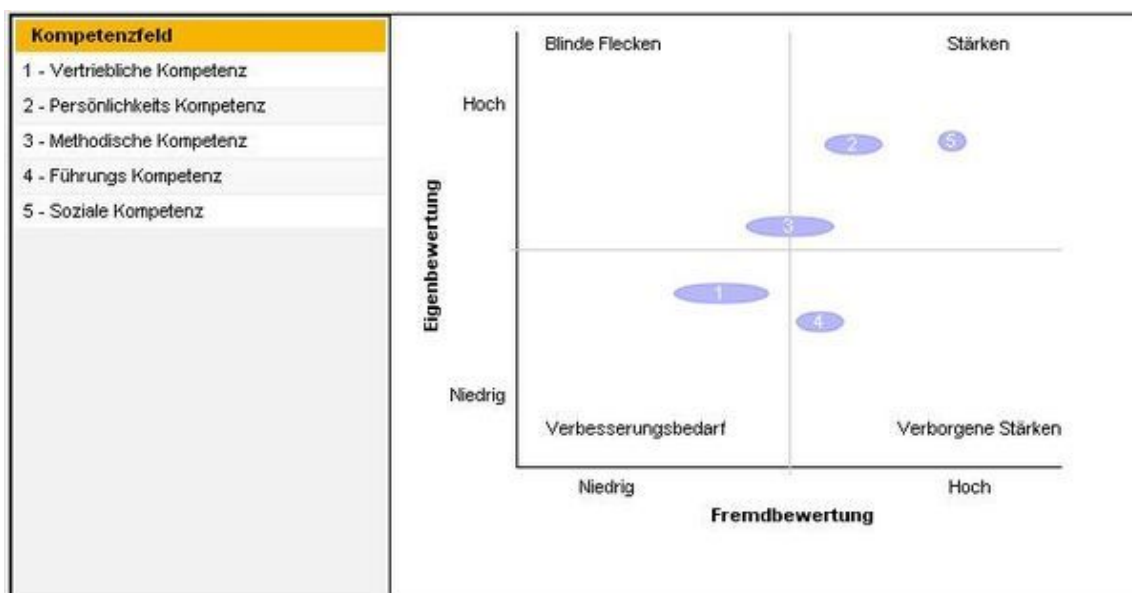 Kompetenzfeld
1 - Vertriebliche Kompetenz
2 - Persönlichkeits Kompetenz
3 - Methodische Kompetenz
4 - Führungs Kompetenz
5 - Soziale Kompetenz
Blinde Flecken
Stärken
Hoch
2
5
3
Eigenbewertung
1
4
Niedrig
Verbesserungsbedarf
Verborgene Stärken
Niedrig
Hoch
Fremdbewertung